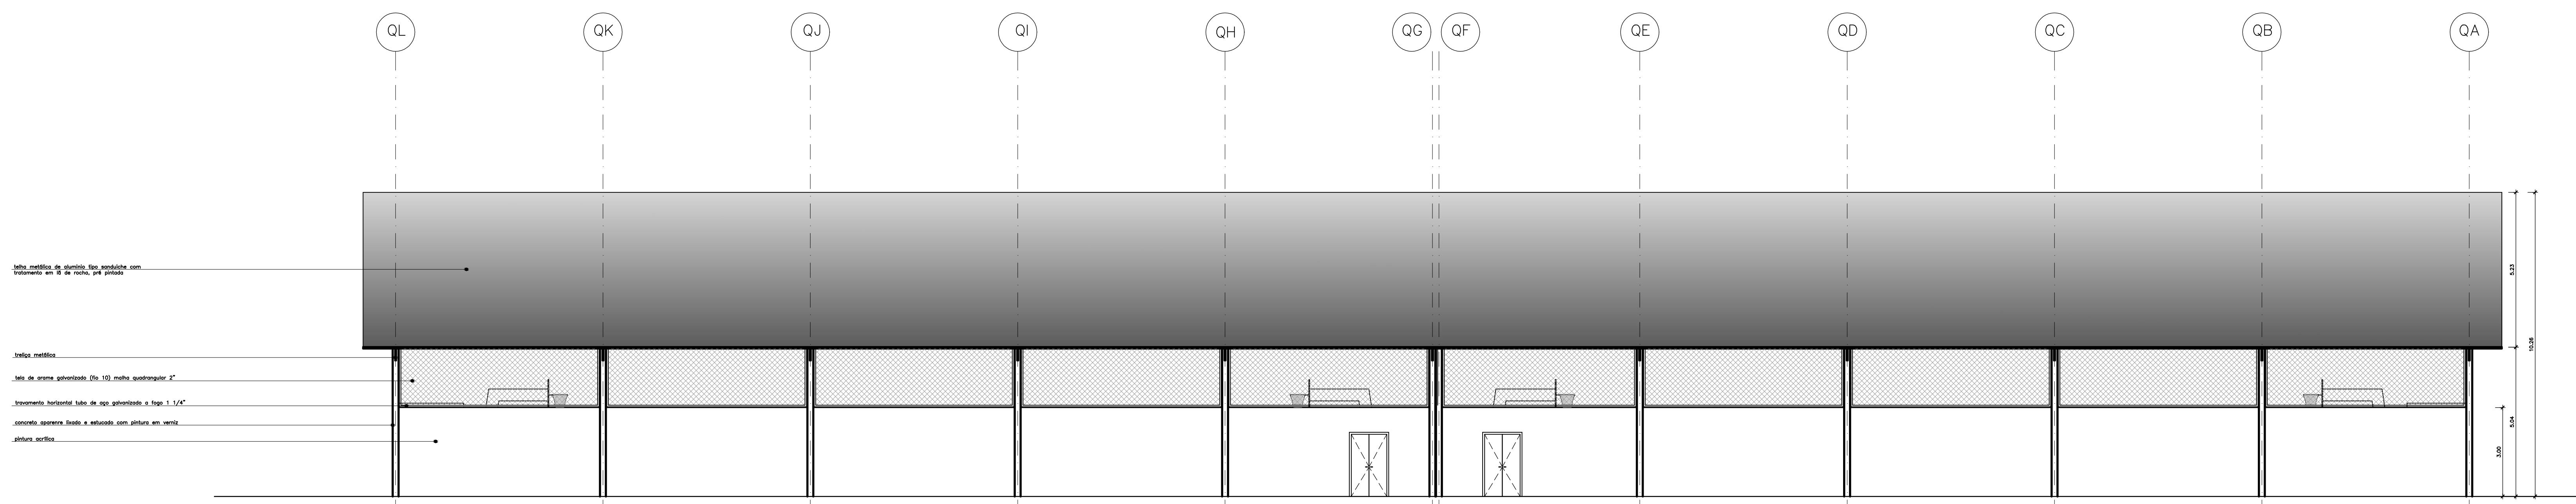 QL QK QJ QI QH QG QF QE QD QC QB QA
telha metálica de alumínio tipo sanduíche com
tratamento em lã de rocha, pré pintada
treliça metálica
tela de arame galvanizado (fio 10) malha quadrangular 2"
travamento horizontal tubo de aço galvanizado a fogo 1 1/4"
concreto aparenre lixado e estucado com pintura em verniz
pintura acrílica
5.23
10.26
5.04
3.00